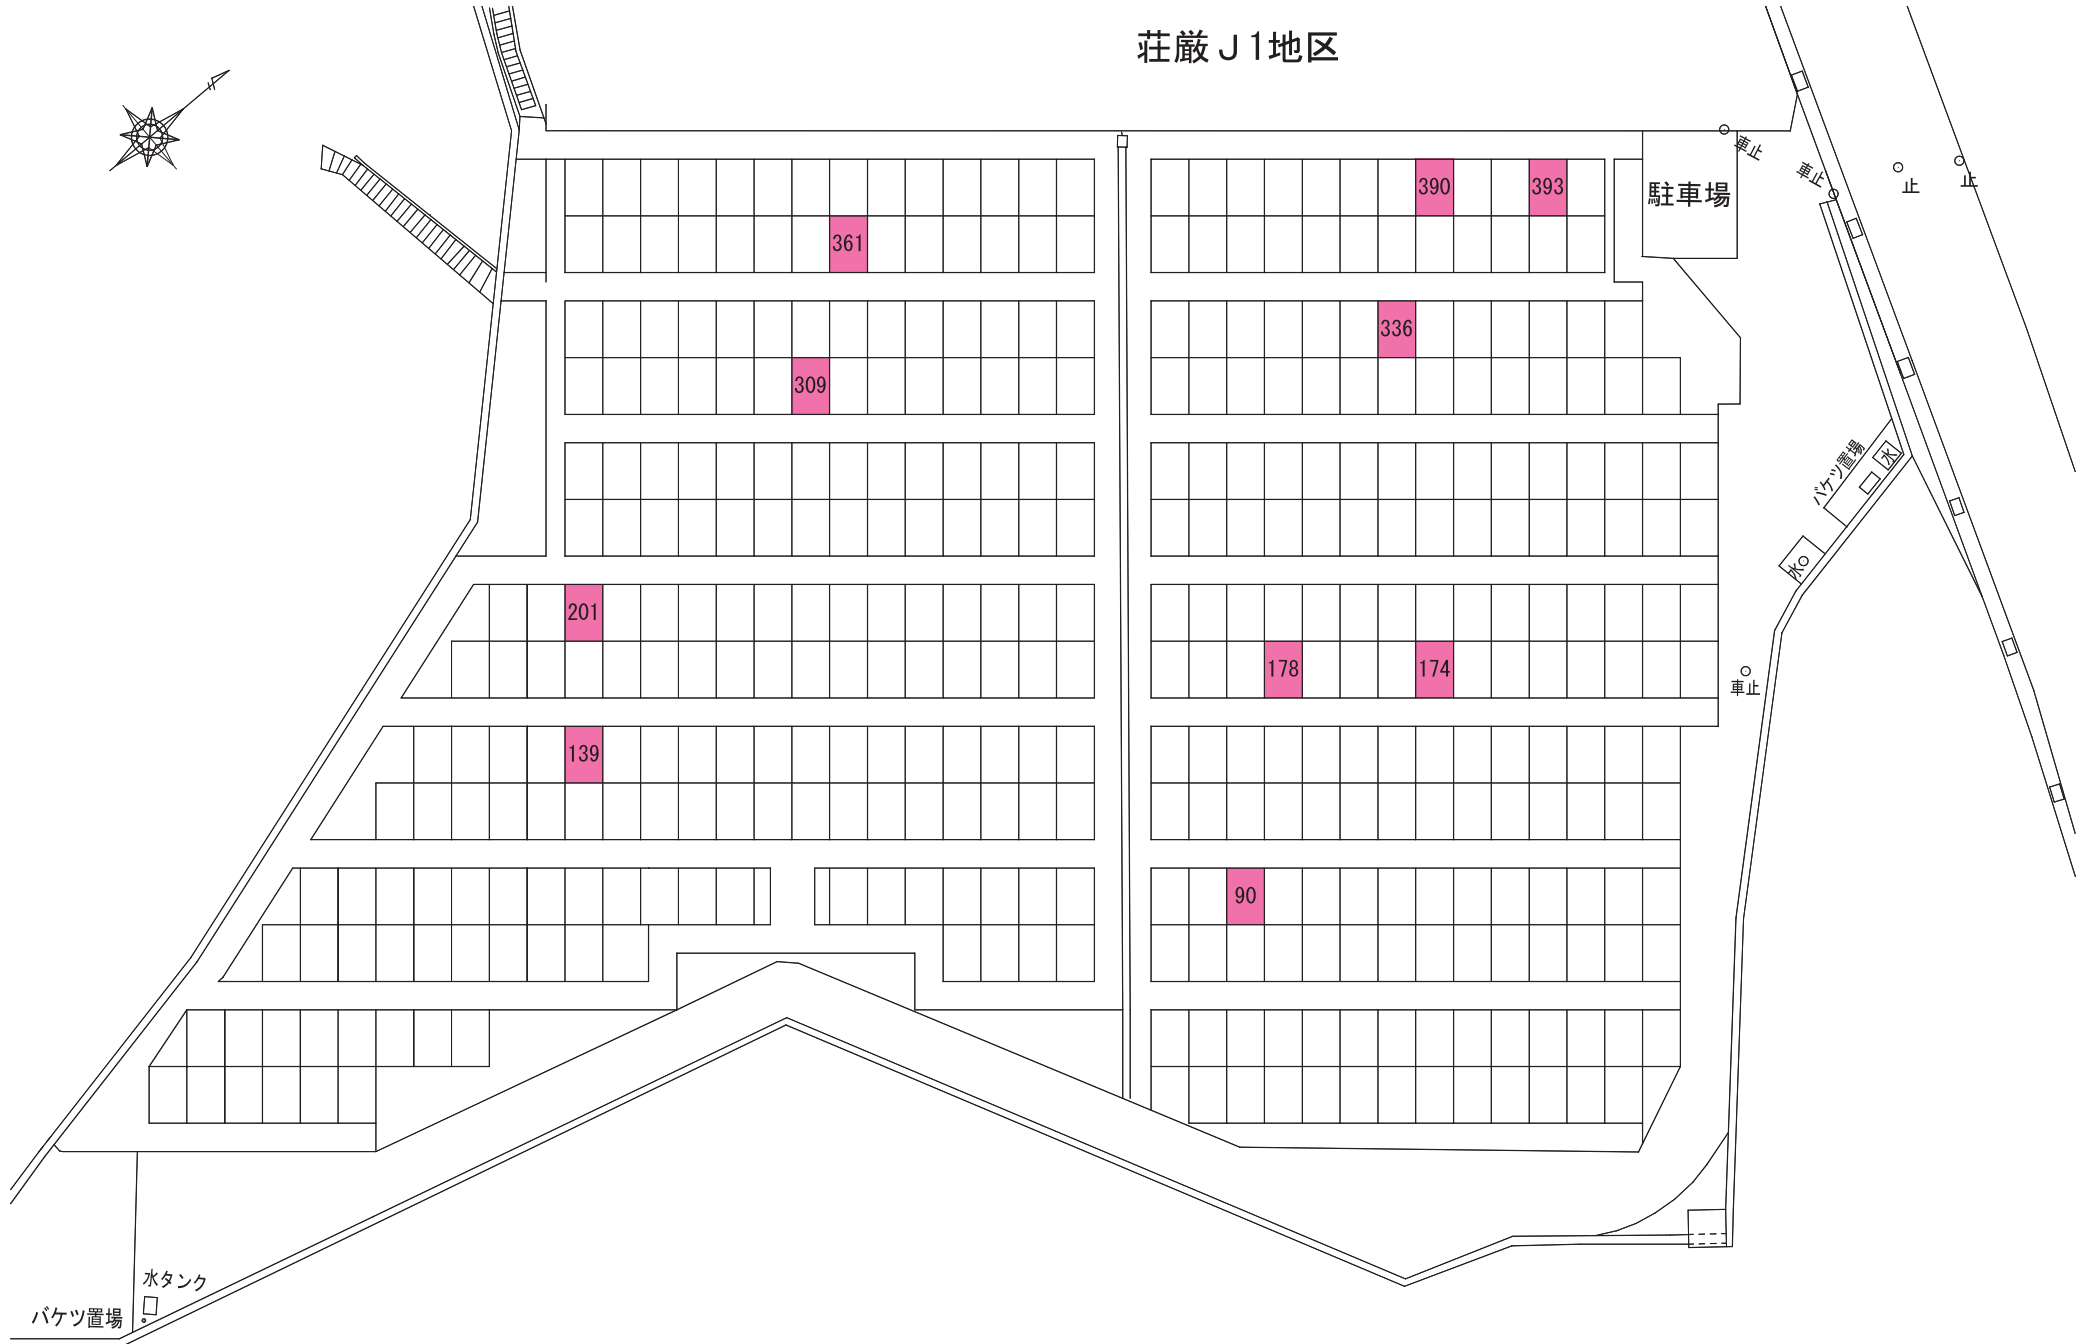 荘厳J1地区
車止
車止
止
止
駐車場
390
393
361
336
309
バケツ置場
水
水
201
178
174
車止
139
90
水タンク
バケツ置場